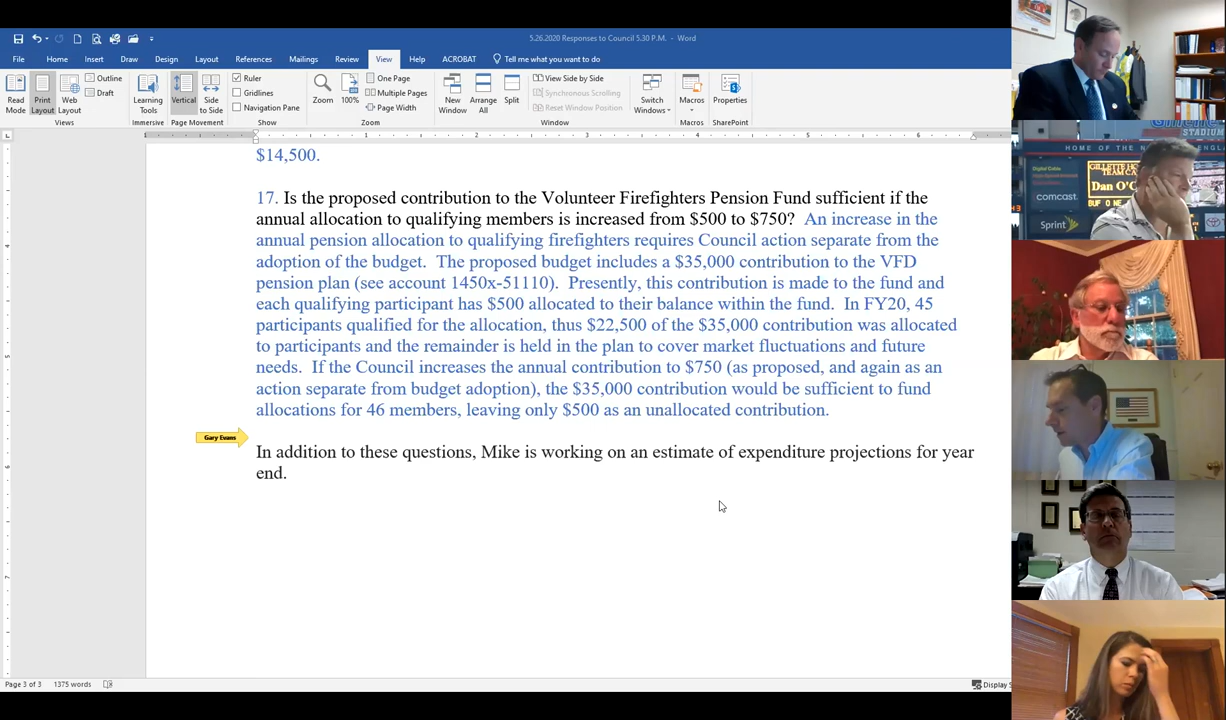 5.26.2020 Responses to Council 5.30 P.M. - Word
File Home Insert Draw Design Layout References Mailings Review View Help ACROBAT Tell me what you want to do
Read Mode
Print Layout
Web Layout
Outline
Draft
Views
Learning Tools
Immersive
Vertical
Side to Side
Page Movement
Ruler
Gridlines
Navigation Pane
Show
Zoom
100%
One Page
Multiple Pages
Page Width
Zoom
New Window
Arrange All
Split
View Side by Side
Synchronous Scrolling
Reset Window Position
Window
Switch Windows
Macros
Macros
Properties
SharePoint
$14,500.
17. Is the proposed contribution to the Volunteer Firefighters Pension Fund sufficient if the
annual allocation to qualifying members is increased from $500 to $750? An increase in the
annual pension allocation to qualifying firefighters requires Council action separate from the
adoption of the budget. The proposed budget includes a $35,000 contribution to the VFD
pension plan (see account 1450x-51110). Presently, this contribution is made to the fund and
each qualifying participant has $500 allocated to their balance within the fund. In FY20, 45
participants qualified for the allocation, thus $22,500 of the $35,000 contribution was allocated
to participants and the remainder is held in the plan to cover market fluctuations and future
needs. If the Council increases the annual contribution to $750 (as proposed, and again as an
action separate from budget adoption), the $35,000 contribution would be sufficient to fund
allocations for 46 members, leaving only $500 as an unallocated contribution.
Gary Evans
In addition to these questions, Mike is working on an estimate of expenditure projections for year
end.
Page 3 of 3 1375 words
Display
STADIUM
HOME OF THE NEW ENGL
comcast
Sprint
GILLETTE
TEAM
Dan O'C